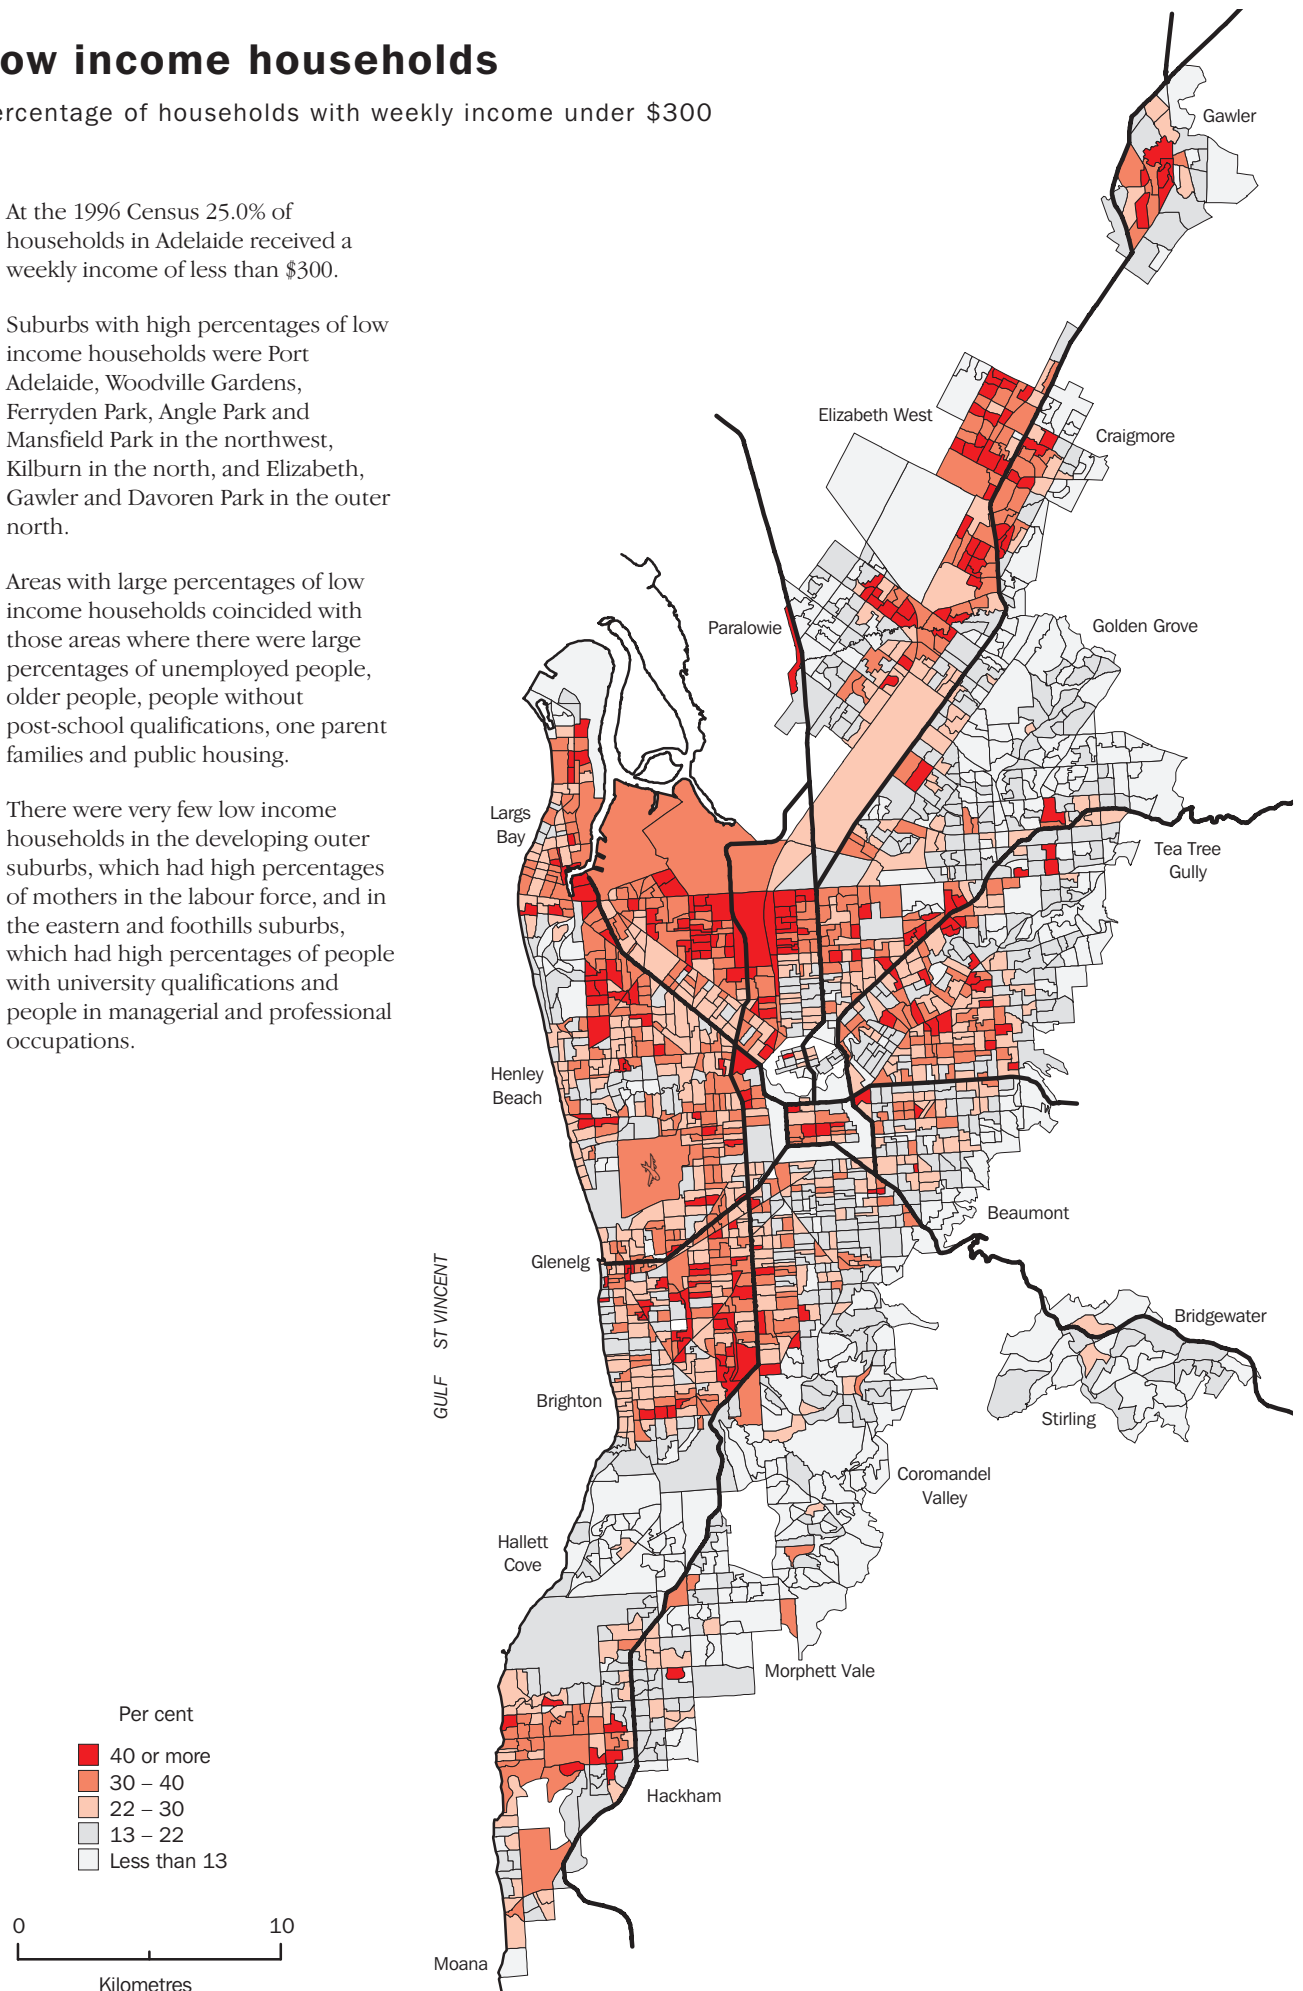 ow income households
ercentage of households with weekly income under $300
At the 1996 Census 25.0% of
households in Adelaide received a
weekly income of less than $300.
Suburbs with high percentages of low
income households were Port
Adelaide, Woodville Gardens,
Ferryden Park, Angle Park and
Mansfield Park in the northwest,
Kilburn in the north, and Elizabeth,
Gawler and Davoren Park in the outer
north.
Areas with large percentages of low
income households coincided with
those areas where there were large
percentages of unemployed people,
older people, people without
post-school qualifications, one parent
families and public housing.
There were very few low income
households in the developing outer
suburbs, which had high percentages
of mothers in the labour force, and in
the eastern and foothills suburbs,
which had high percentages of people
with university qualifications and
people in managerial and professional
occupations.
Gawler
Elizabeth West
Craigmore
Paralowie
Golden Grove
Largs
Bay
Tea Tree
Gully
Henley
Beach
Beaumont
Glenelg
GULF ST VINCENT
Bridgewater
Brighton
Stirling
Coromandel
Valley
Hallett
Cove
Morphett Vale
Hackham
Moana
Per cent
40 or more
30 – 40
22 – 30
13 – 22
Less than 13
0 10
Kilometres